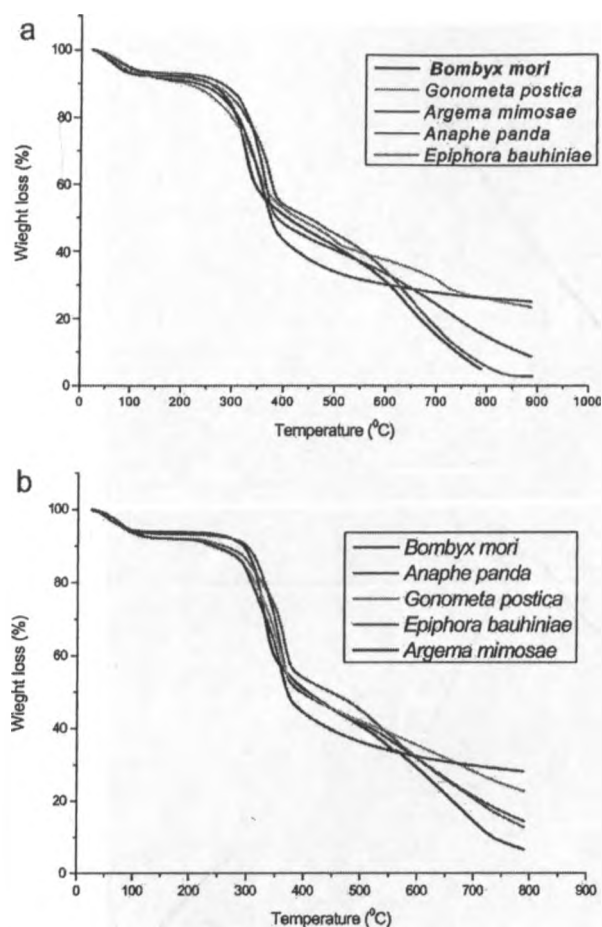 a
100
80
60
40
20
0
Wieght loss (%)
Bombyx mori
Gonometa postica
Argema mimosae
Anaphe panda
Epiphora bauhiniae
0 100 200 300 400 500 600 700 800 900 1000
Temperature (⁰C)
b
100
80
60
40
20
0
Wieght loss (%)
Bombyx mori
Anaphe panda
Gonometa postica
Epiphora bauhiniae
Argema mimosae
0 100 200 300 400 500 600 700 800 900
Temperature (⁰C)